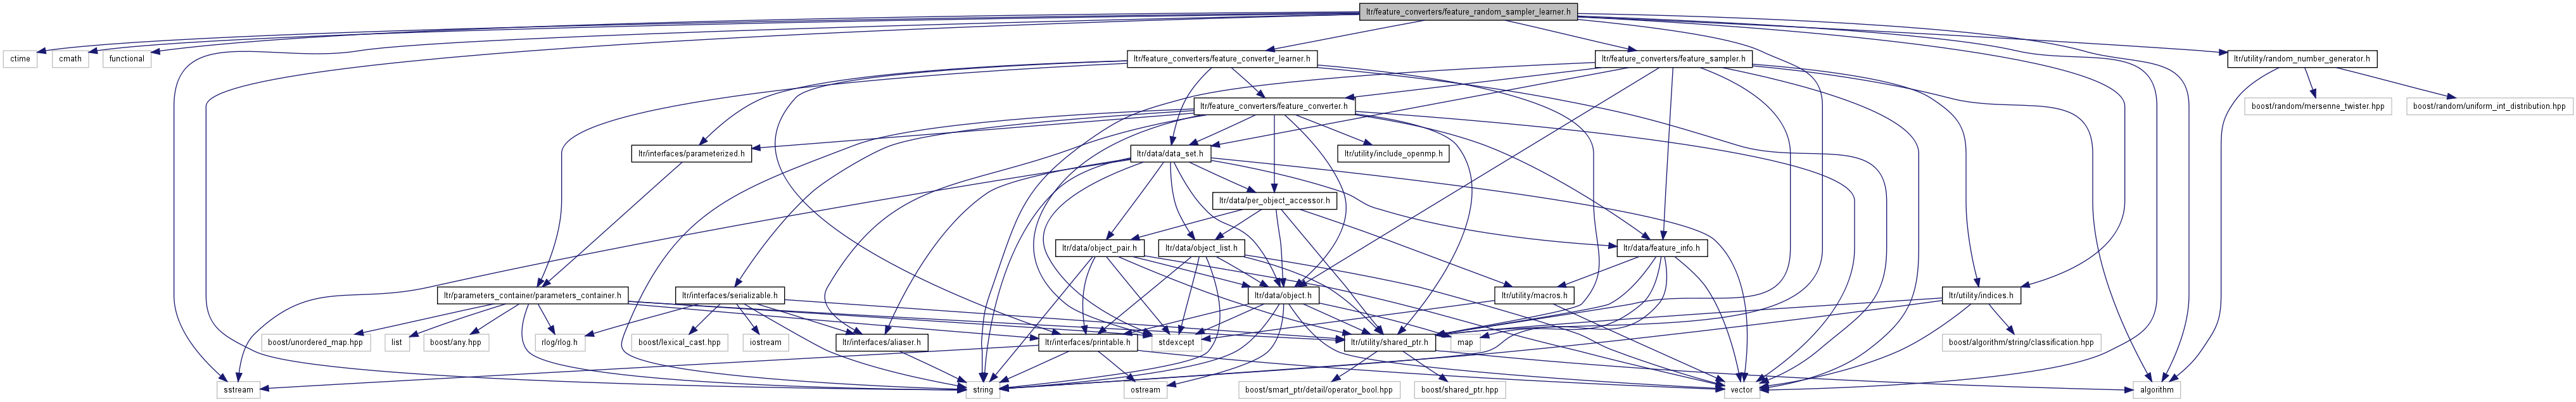 ltr/feature_converters/feature_random_sampler_learner.h
ctime
cmath
functional
ltr/feature_converters/feature_converter_learner.h
ltr/feature_converters/feature_sampler.h
ltr/utility/random_number_generator.h
ltr/feature_converters/feature_converter.h
boost/random/mersenne_twister.hpp
boost/random/uniform_int_distribution.hpp
ltr/interfaces/parameterized.h
ltr/data/data_set.h
ltr/utility/include_openmp.h
ltr/data/per_object_accessor.h
ltr/data/object_pair.h
ltr/data/object_list.h
ltr/data/feature_info.h
ltr/parameters_container/parameters_container.h
ltr/interfaces/serializable.h
ltr/data/object.h
ltr/utility/macros.h
ltr/utility/indices.h
boost/unordered_map.hpp
list
boost/any.hpp
rlog/rlog.h
boost/lexical_cast.hpp
iostream
ltr/interfaces/aliaser.h
ltr/interfaces/printable.h
stdexcept
ltr/utility/shared_ptr.h
map
boost/algorithm/string/classification.hpp
sstream
string
ostream
boost/smart_ptr/detail/operator_bool.hpp
boost/shared_ptr.hpp
vector
algorithm